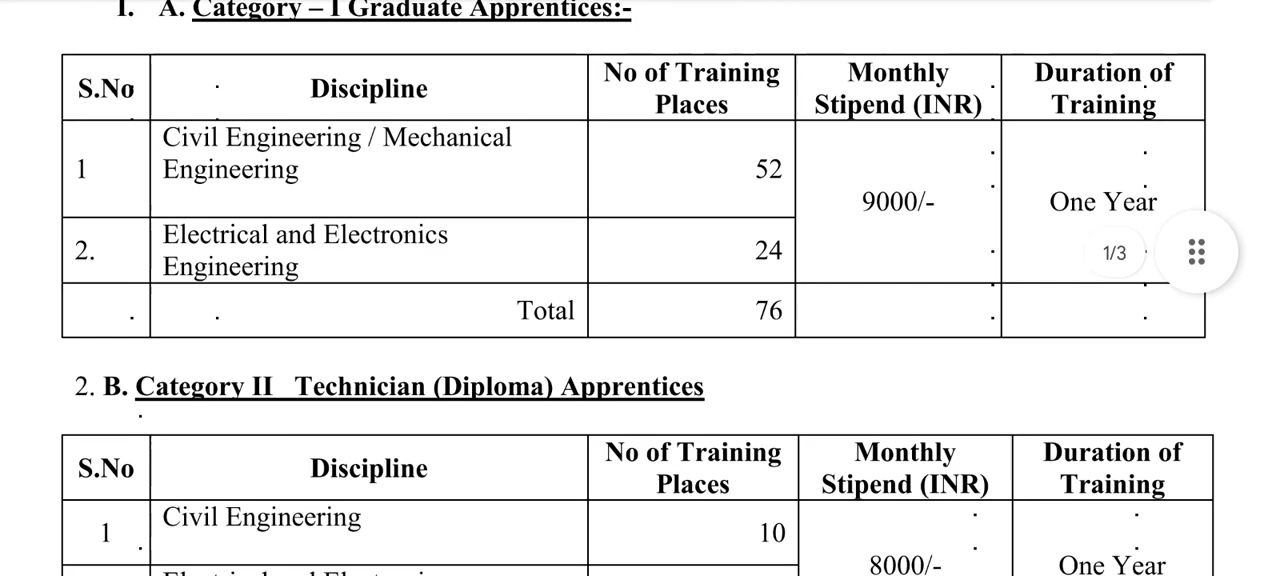 I. A. Category – I Graduate Apprentices:-
S.No Discipline No of Training Places Monthly Stipend (INR) Duration of Training
1 Civil Engineering / Mechanical Engineering 52 9000/- One Year
2. Electrical and Electronics Engineering 24
1/3
Total 76
2. B. Category II Technician (Diploma) Apprentices
S.No Discipline No of Training Places Monthly Stipend (INR) Duration of Training
1 Civil Engineering 10 8000/- One Year